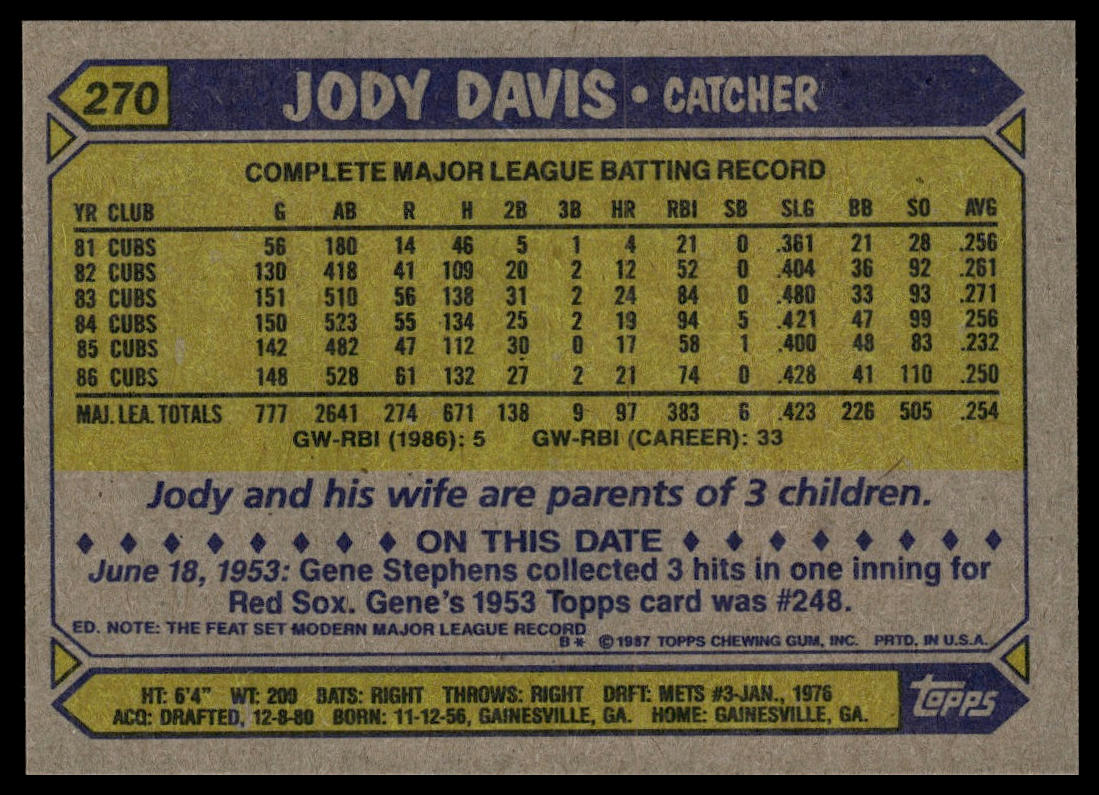 270 JODY DAVIS • CATCHER
COMPLETE MAJOR LEAGUE BATTING RECORD
YR CLUB G AB R H 2B 3B HR RBI SB SLG BB SO AVG
81 CUBS 56 180 14 46 5 1 4 21 0 .361 21 28 .256
82 CUBS 130 418 41 109 20 2 12 52 0 .404 36 92 .261
83 CUBS 151 510 56 138 31 2 24 84 0 .480 33 93 .271
84 CUBS 150 523 55 134 25 2 19 94 5 .421 47 99 .256
85 CUBS 142 482 47 112 30 0 17 58 1 .400 48 83 .232
86 CUBS 148 528 61 132 27 2 21 74 0 .428 41 110 .250
MAJ. LEA. TOTALS 777 2641 274 671 138 9 97 383 6 .423 226 505 .254
GW-RBI (1986): 5 GW-RBI (CAREER): 33
Jody and his wife are parents of 3 children.
ON THIS DATE
June 18, 1953: Gene Stephens collected 3 hits in one inning for
Red Sox. Gene's 1953 Topps card was #248.
ED. NOTE: THE FEAT SET MODERN MAJOR LEAGUE RECORD
B* © 1987 TOPPS CHEWING GUM, INC. PRTD. IN U.S.A.
HT: 6'4" WT: 200 BATS: RIGHT THROWS: RIGHT DRFT: METS #3-JAN., 1976
ACQ: DRAFTED, 12-8-80 BORN: 11-12-56, GAINESVILLE, GA. HOME: GAINESVILLE, GA.
TOPPS